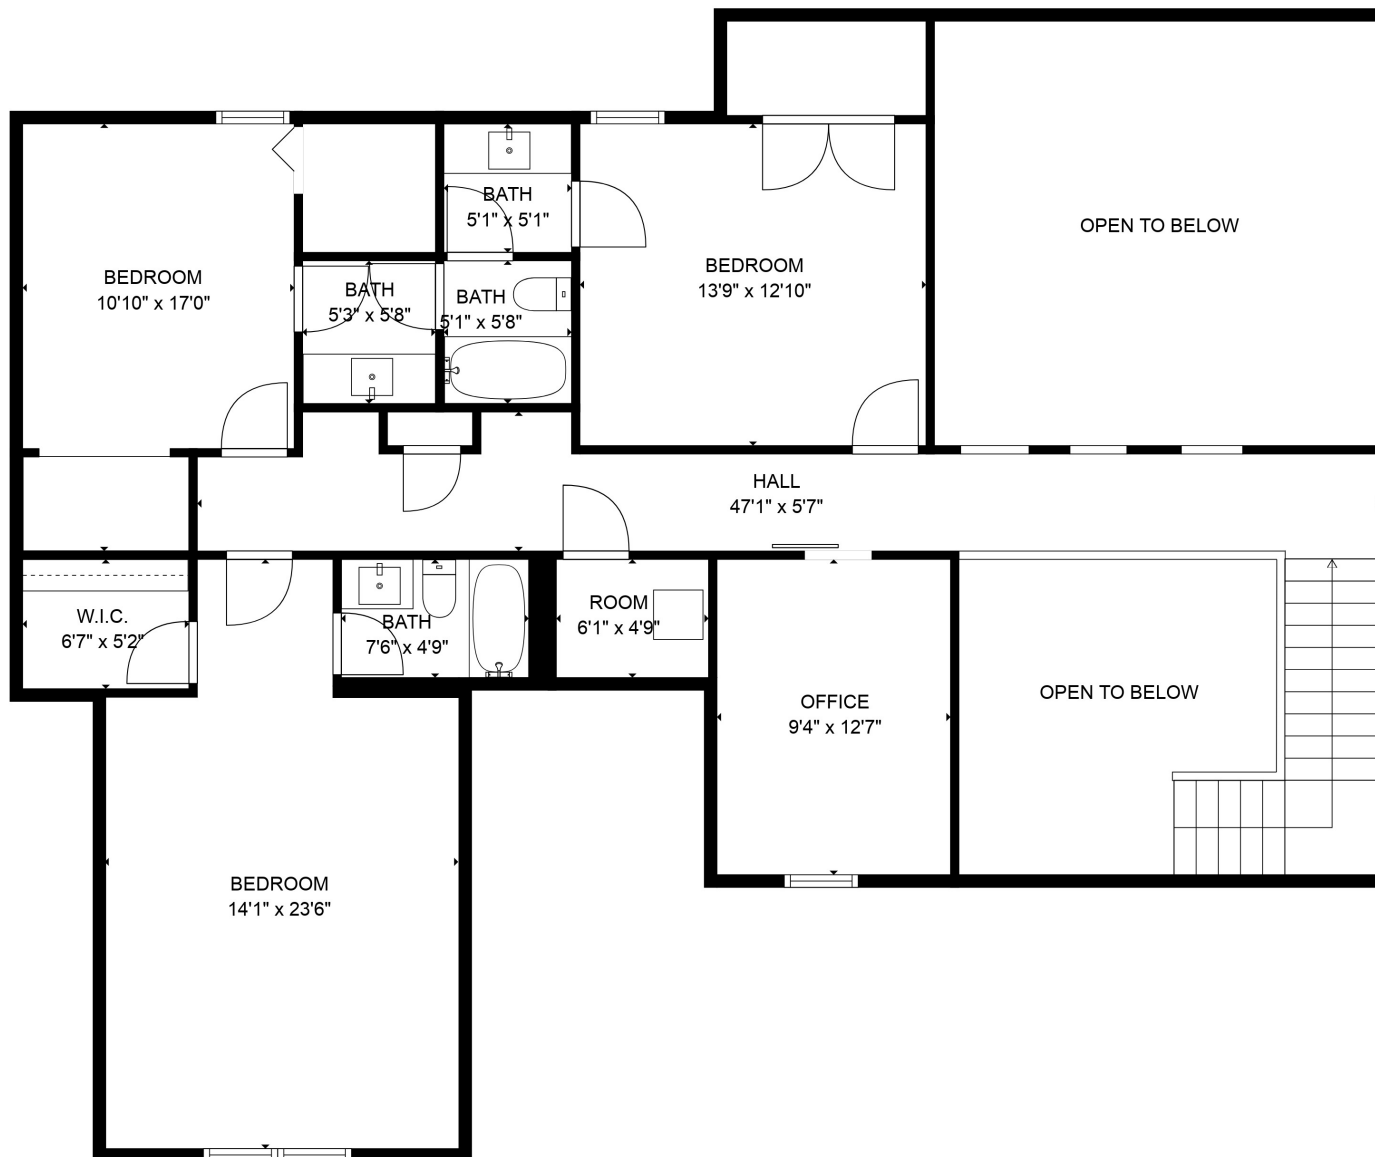 OPEN TO BELOW
BATH
5'1" x 5'1"
BEDROOM
13'9" x 12'10"
BEDROOM
10'10" x 17'0"
BATH
5'3" x 5'8"
BATH
5'1" x 5'8"
HALL
47'1" x 5'7"
W.I.C.
6'7" x 5'2"
BATH
7'6" x 4'9"
ROOM
6'1" x 4'9"
OFFICE
9'4" x 12'7"
OPEN TO BELOW
BEDROOM
14'1" x 23'6"